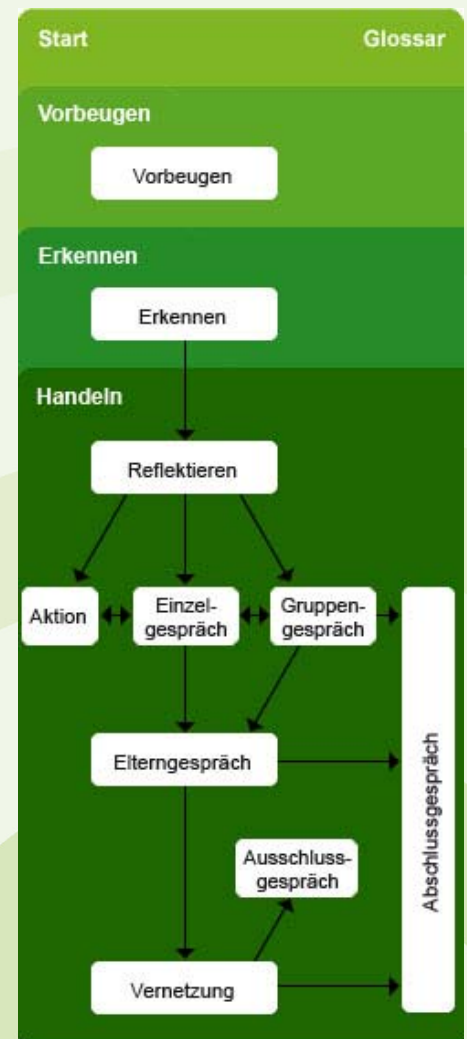 Start Glossar
Vorbeugen
Vorbeugen
Erkennen
Erkennen
Handeln
Reflektieren
Aktion
Einzel-
gespräch
Gruppen-
gespräch
Elterngespräch
Ausschluss-
gespräch
Vernetzung
Abschlussgespräch